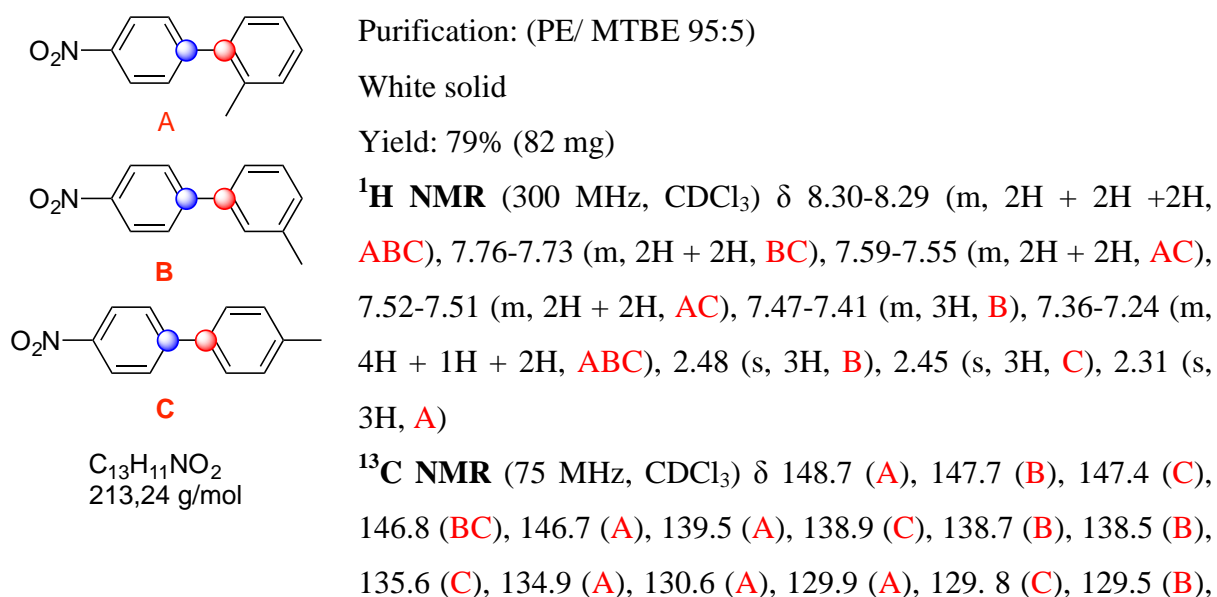 O₂N
A
O₂N
B
O₂N
C
C₁₃H₁₁NO₂
213,24 g/mol
Purification: (PE/ MTBE 95:5)
White solid
Yield: 79% (82 mg)
¹H NMR (300 MHz, CDCl₃) δ 8.30-8.29 (m, 2H + 2H +2H,
ABC), 7.76-7.73 (m, 2H + 2H, BC), 7.59-7.55 (m, 2H + 2H, AC),
7.52-7.51 (m, 2H + 2H, AC), 7.47-7.41 (m, 3H, B), 7.36-7.24 (m,
4H + 1H + 2H, ABC), 2.48 (s, 3H, B), 2.45 (s, 3H, C), 2.31 (s,
3H, A)
¹³C NMR (75 MHz, CDCl₃) δ 148.7 (A), 147.7 (B), 147.4 (C),
146.8 (BC), 146.7 (A), 139.5 (A), 138.9 (C), 138.7 (B), 138.5 (B),
135.6 (C), 134.9 (A), 130.6 (A), 129.9 (A), 129. 8 (C), 129.5 (B),